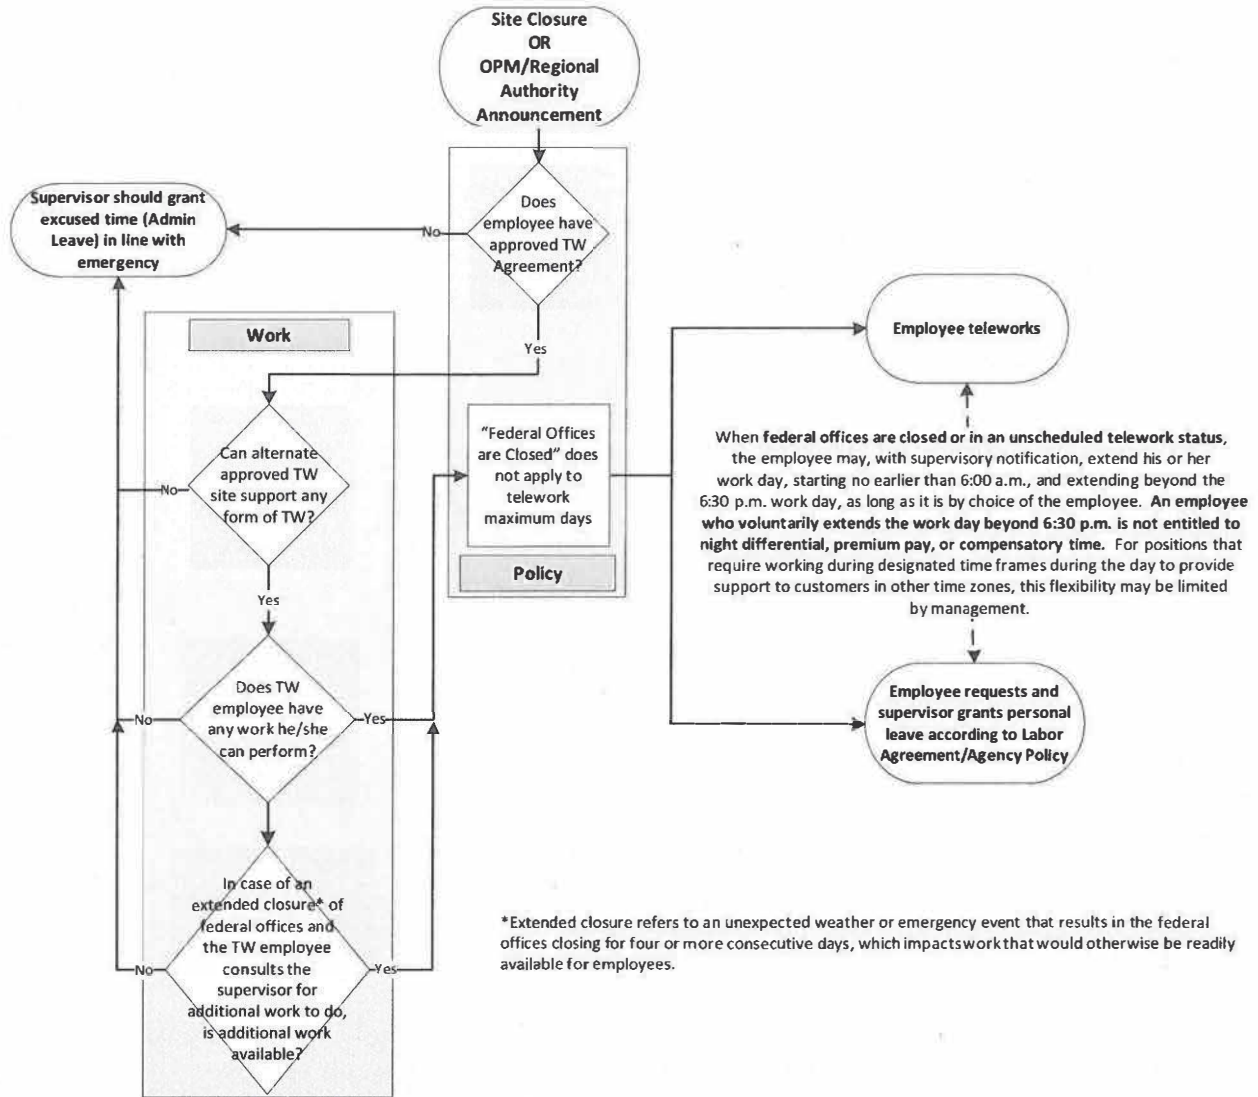 Site Closure
OR
OPM/Regional
Authority
Announcement
Supervisor should grant
excused time (Admin
Leave) in line with
emergency
No
Does
employee have
approved TW
Agreement?
Yes
Work
Employee teleworks
Can alternate
approved TW
site support any
form of TW?
No
Yes
"Federal Offices
are Closed" does
not apply to
telework
maximum days
Policy
When federal offices are closed or in an unscheduled telework status,
the employee may, with supervisory notification, extend his or her
work day, starting no earlier than 6:00 a.m., and extending beyond the
6:30 p.m. work day, as long as it is by choice of the employee. An employee
who voluntarily extends the work day beyond 6:30 p.m. is not entitled to
night differential, premium pay, or compensatory time. For positions that
require working during designated time frames during the day to provide
support to customers in other time zones, this flexibility may be limited
by management.
Does TW
employee have
any work he/she
can perform?
No
Yes
Employee requests and
supervisor grants personal
leave according to Labor
Agreement/Agency Policy
In case of an
extended closure* of
federal offices and
the TW employee
consults the
supervisor for
additional work to do,
is additional work
available?
No
Yes
*Extended closure refers to an unexpected weather or emergency event that results in the federal
offices closing for four or more consecutive days, which impacts work that would otherwise be readily
available for employees.